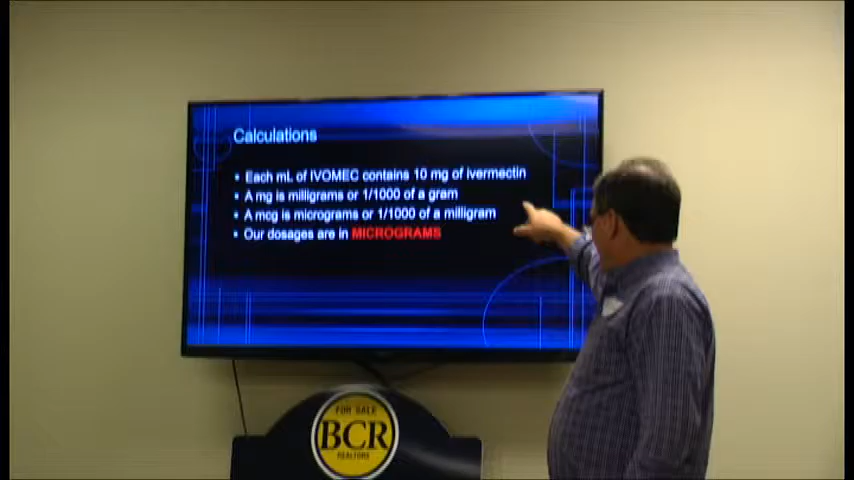 Calculations
• Each mL of IVOMEC contains 10 mg of ivermectin
• A mg is milligrams or 1/1000 of a gram
• A mcg is micrograms or 1/1000 of a milligram
• Our dosages are in MICROGRAMS
FOR SALE
BCR
REALTORS